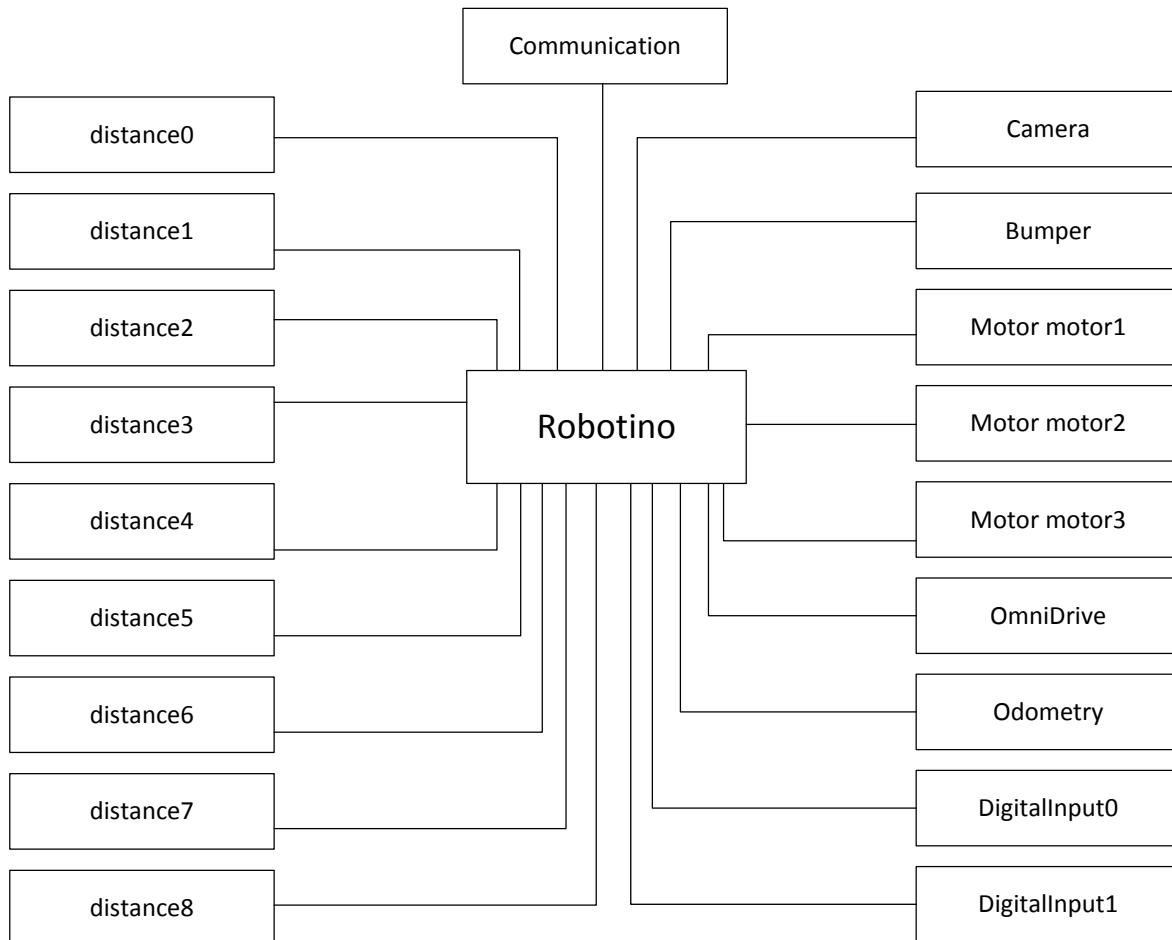 Communication
distance0
distance1
distance2
distance3
distance4
distance5
distance6
distance7
distance8
Robotino
Camera
Bumper
Motor motor1
Motor motor2
Motor motor3
OmniDrive
Odometry
DigitalInput0
DigitalInput1